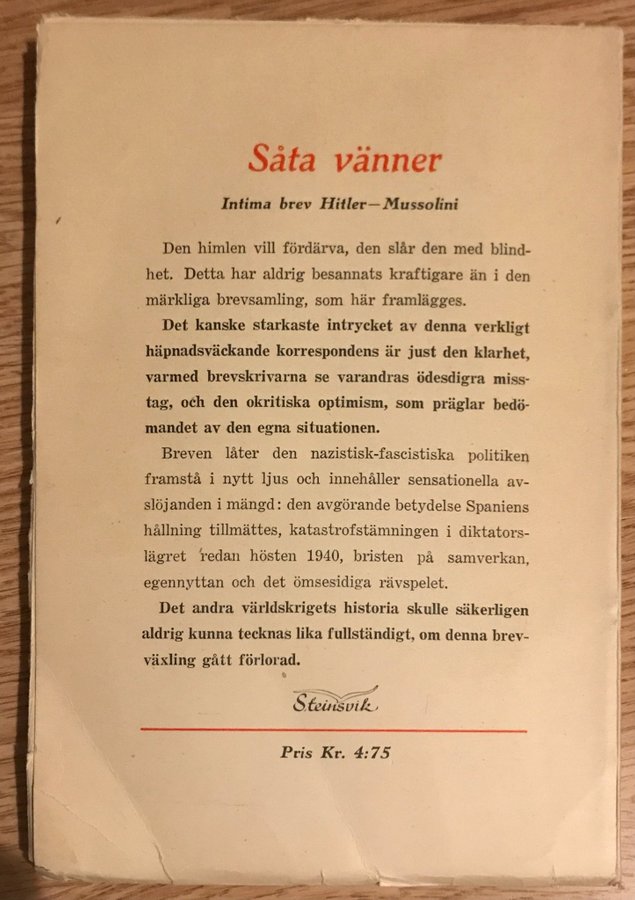 Såta vänner
Intima brev Hitler—Mussolini
Den himlen vill fördärva, den slår den med blind-
het. Detta har aldrig besannats kraftigare än i den
märkliga brevsamling, som här framlägges.
Det kanske starkaste intrycket av denna verkligt
häpnadsväckande korrespondens är just den klarhet,
varmed brevskrivarna se varandras ödesdigra miss-
tag, och den okritiska optimism, som präglar bedö-
mandet av den egna situationen.
Breven låter den nazistisk-fascistiska politiken
framstå i nytt ljus och innehåller sensationella av-
slöjanden i mängd: den avgörande betydelse Spaniens
hållning tillmättes, katastrofstämningen i diktators-
lägret redan hösten 1940, bristen på samverkan,
egennyttan och det ömsesidiga rävspelet.
Det andra världskrigets historia skulle säkerligen
aldrig kunna tecknas lika fullständigt, om denna brev-
växling gått förlorad.
Steinsvik
Pris Kr. 4:75